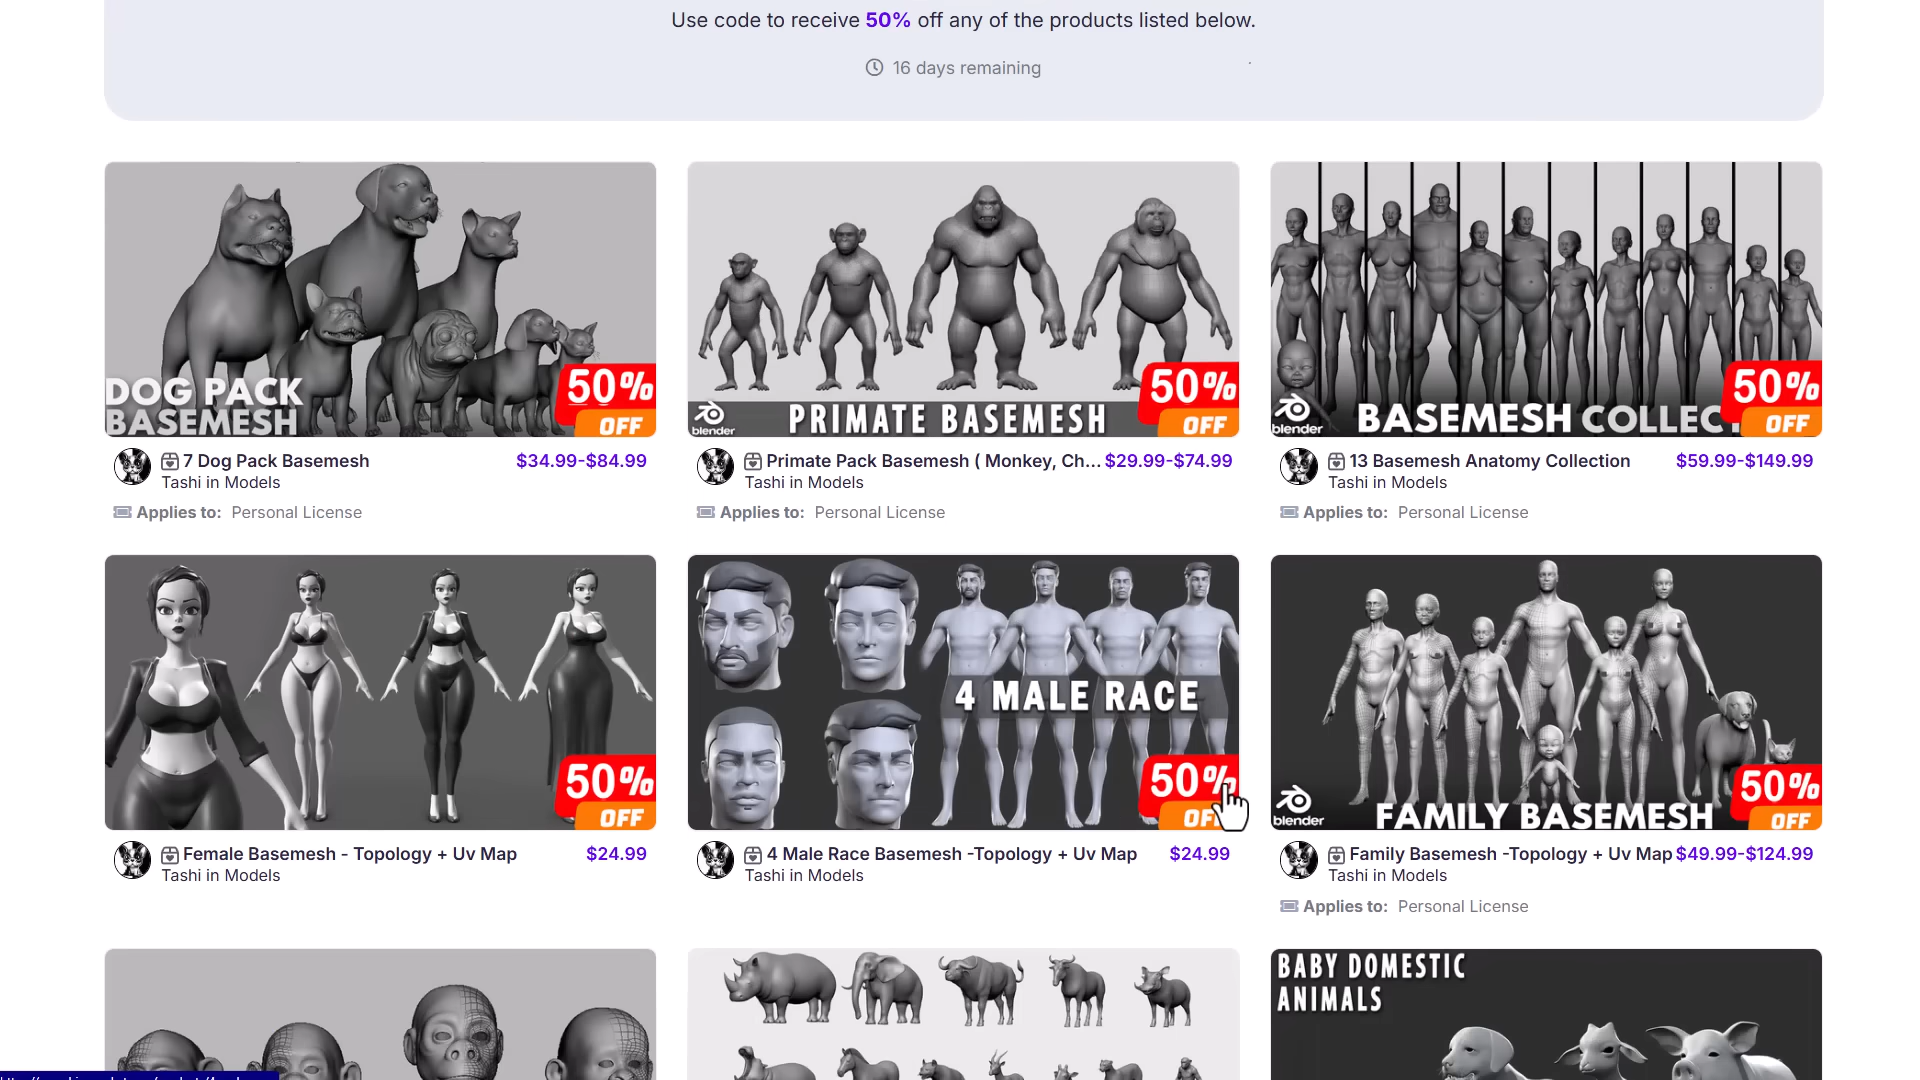 Use code to receive 50% off any of the products listed below.
16 days remaining
DOG PACK
BASEMESH
50%
OFF
blender
PRIMATE BASEMESH
50%
OFF
blender
BASEMESH COLLEC
50%
OFF
7 Dog Pack Basemesh
$34.99-$84.99
Tashi in Models
Applies to: Personal License
Primate Pack Basemesh ( Monkey, Ch...
$29.99-$74.99
Tashi in Models
Applies to: Personal License
13 Basemesh Anatomy Collection
$59.99-$149.99
Tashi in Models
Applies to: Personal License
50%
OFF
4 MALE RACE
50%
OFF
blender
FAMILY BASEMESH
50%
OFF
Female Basemesh - Topology + Uv Map
$24.99
Tashi in Models
4 Male Race Basemesh -Topology + Uv Map
$24.99
Tashi in Models
Family Basemesh -Topology + Uv Map
$49.99-$124.99
Tashi in Models
Applies to: Personal License
BABY DOMESTIC
ANIMALS